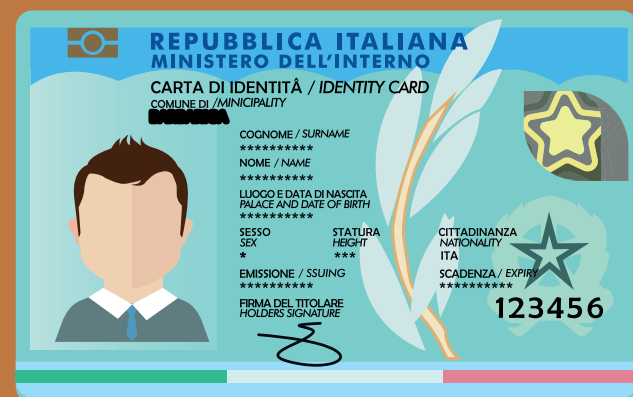 REPUBBLICA ITALIANA
MINISTERO DELL'INTERNO
CARTA DI IDENTITÂ / IDENTITY CARD
COMUNE DI /MUNICIPALITY
COGNOME / SURNAME
**********
NOME / NAME
**********
LUOGO E DATA DI NASCITA
PALACE AND DATE OF BIRTH
**********
SESSO STATURA CITTADINANZA
SEX HEIGHT NATIONALITY
* *** ITA
EMISSIONE / SSUING SCADENZA / EXPIRY
********** **********
FIRMA DEL TITOLARE
HOLDERS SIGNATURE
123456